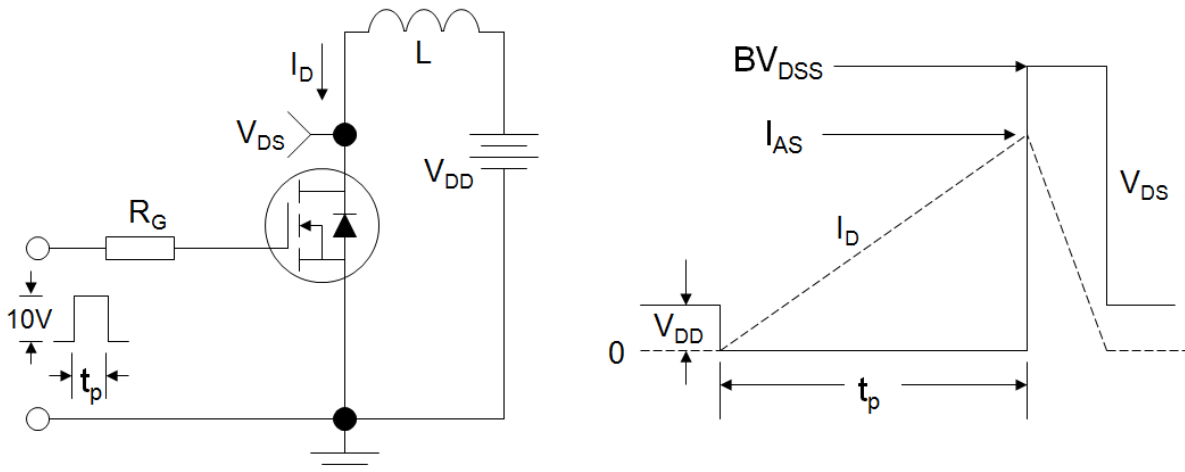 I_D
L
V_DS
V_DD
R_G
10V
t_p
BV_DSS
I_AS
V_DS
I_D
V_DD
0
t_p